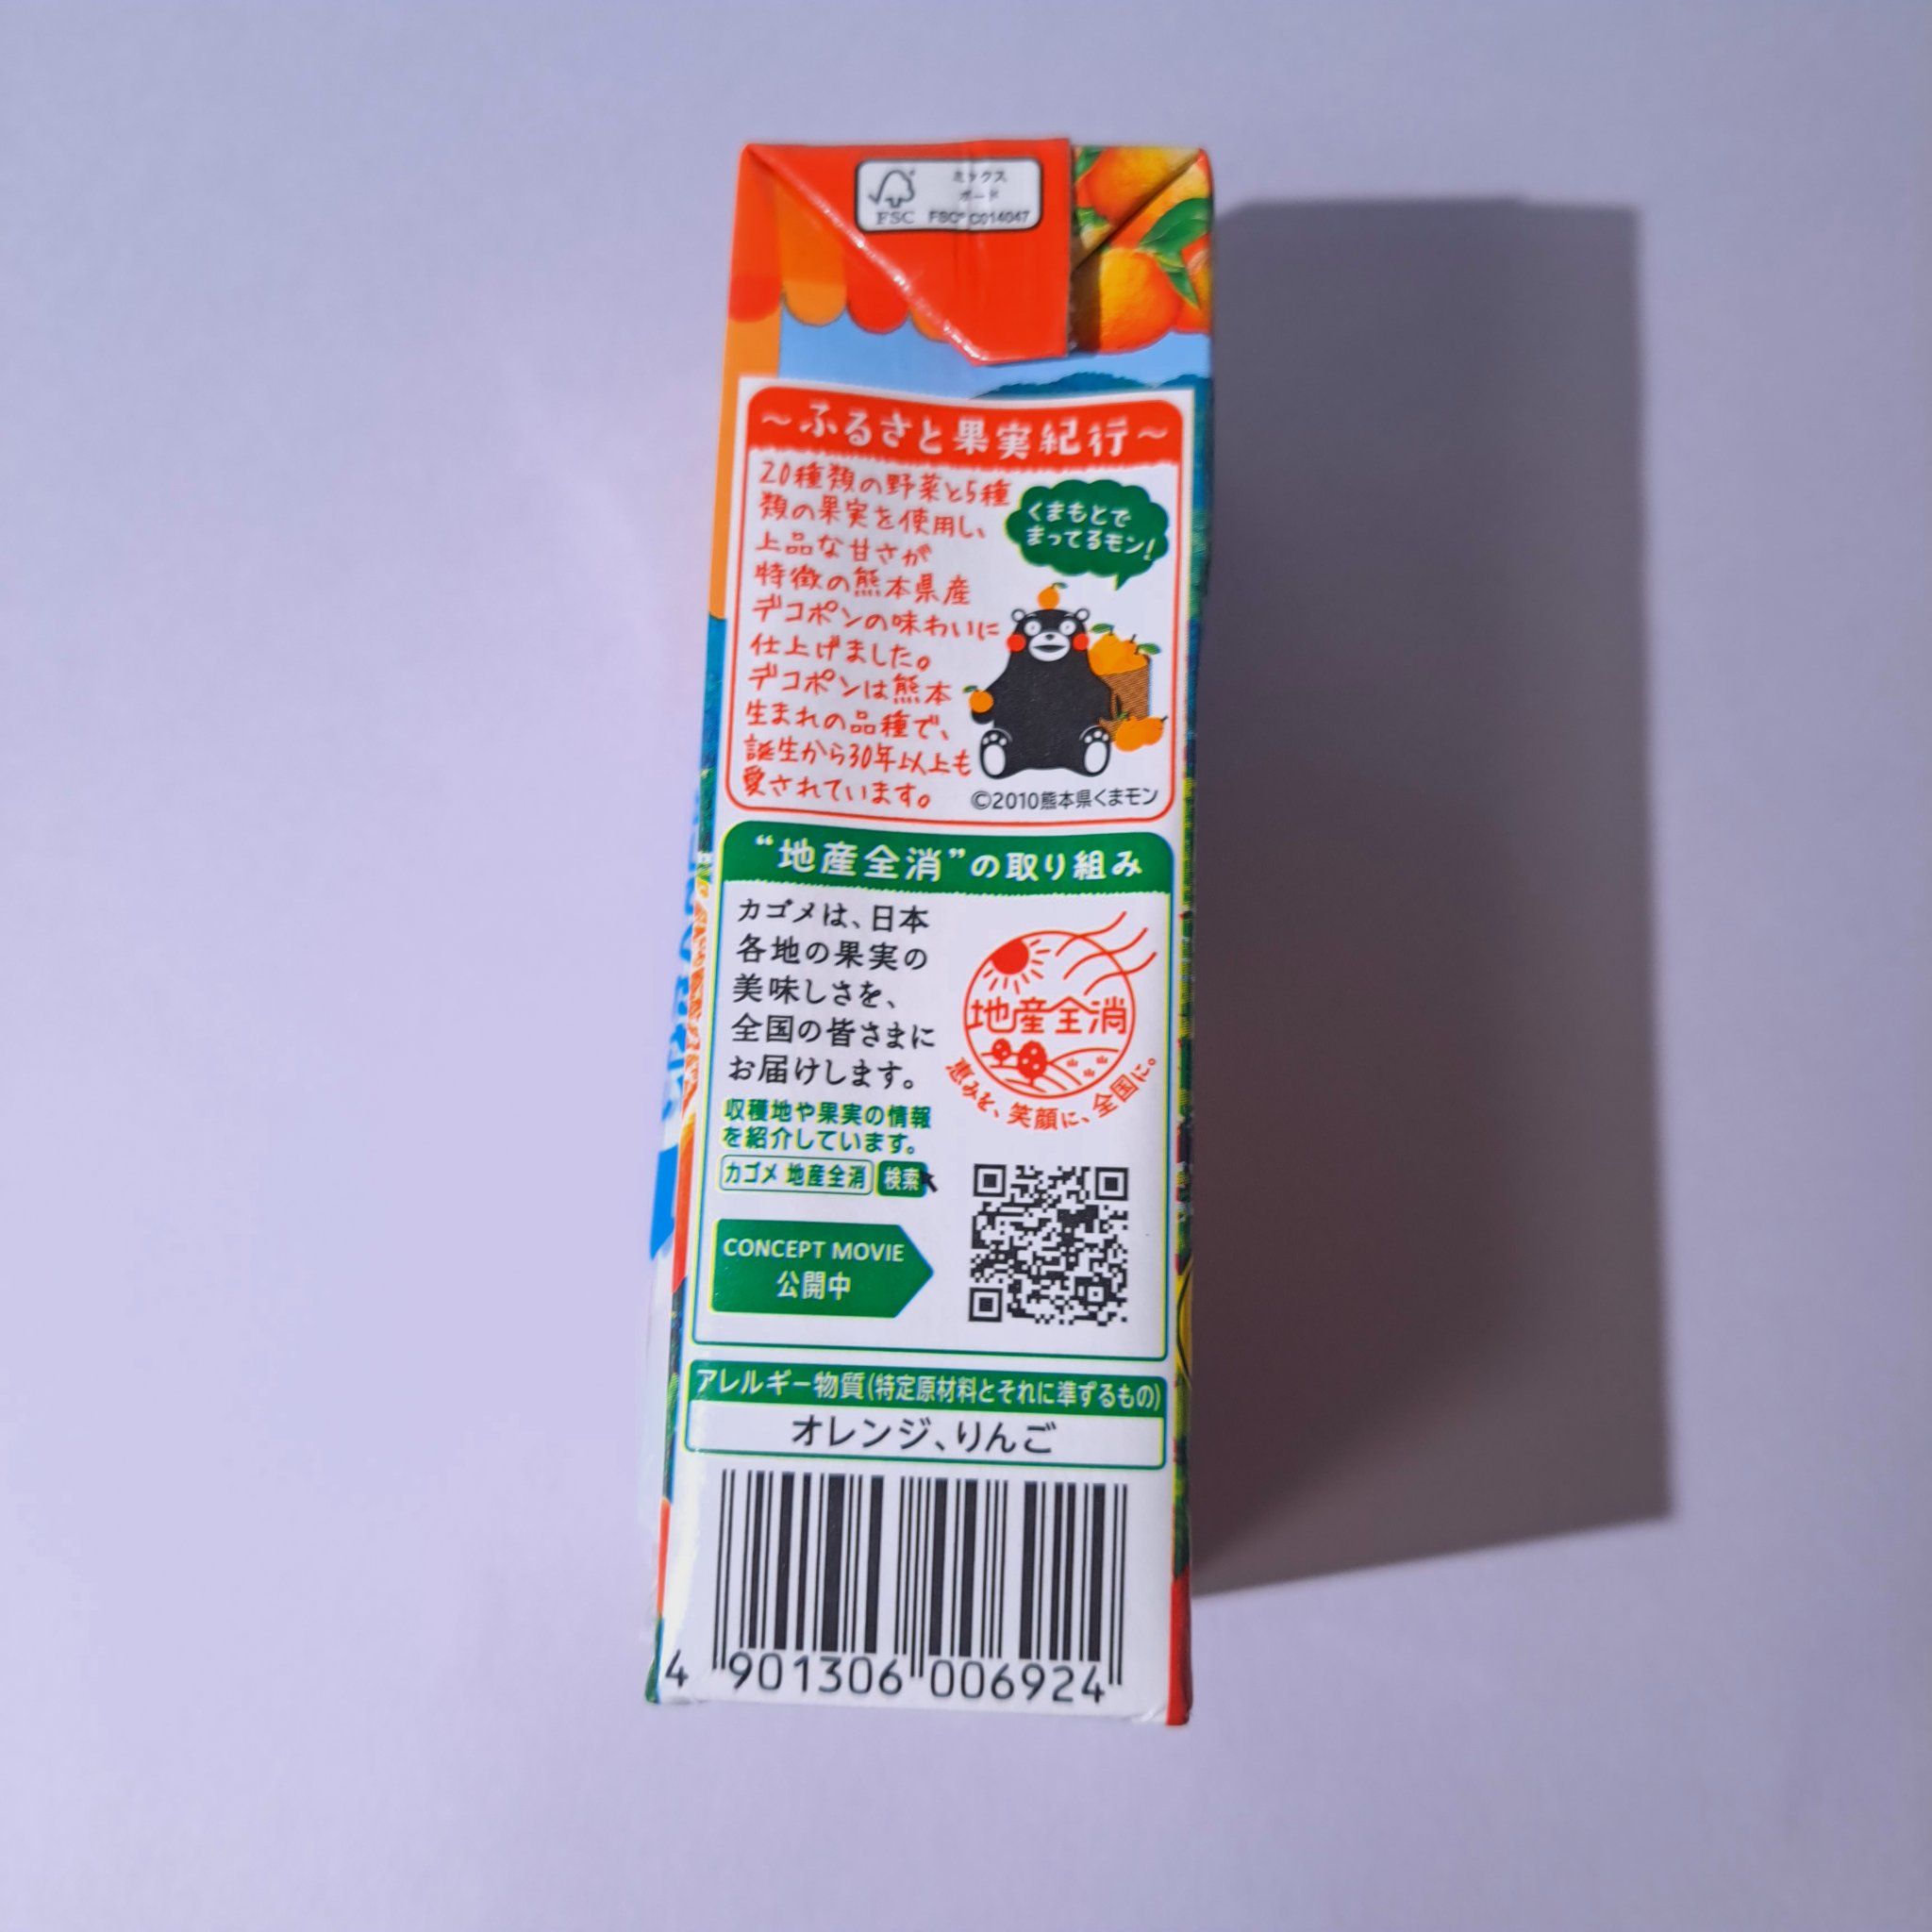 FSC
ミックス
ボード
FSC® C014047
～ふるさと果実紀行～
20種類の野菜と5種
類の果実を使用し、
上品な甘さが
特徴の熊本県産
デコポンの味わいに
仕上げました。
デコポンは熊本
生まれの品種で、
誕生から30年以上も
愛されています。
くまもとで
まってるモン!
©2010熊本県くまモン
“地産全消”の取り組み
カゴメは、日本
各地の果実の
美味しさを、
全国の皆さまに
お届けします。
地産全消
恵みを、笑顔に、全国に。
収穫地や果実の情報
を紹介しています。
カゴメ 地産全消 検索
CONCEPT MOVIE
公開中
アレルギー物質(特定原材料とそれに準ずるもの)
オレンジ、りんご
4 901306 006924